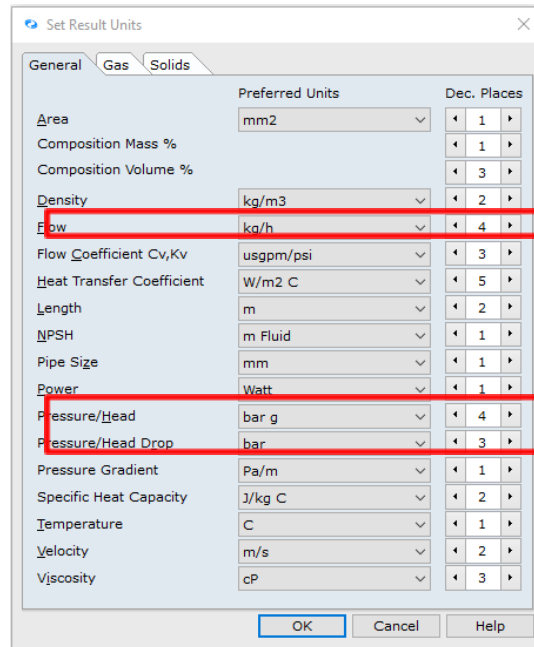 Set Result Units
General Gas Solids
Preferred Units Dec. Places
Area mm2 1
Composition Mass % 1
Composition Volume % 3
Density kg/m3 2
Flow kg/h 4
Flow Coefficient Cv,Kv usgpm/psi 3
Heat Transfer Coefficient W/m2 C 5
Length m 2
NPSH m Fluid 1
Pipe Size mm 1
Power Watt 1
Pressure/Head bar g 4
Pressure/Head Drop bar 3
Pressure Gradient Pa/m 1
Specific Heat Capacity J/kg C 2
Temperature C 1
Velocity m/s 2
Viscosity cP 3
OK Cancel Help